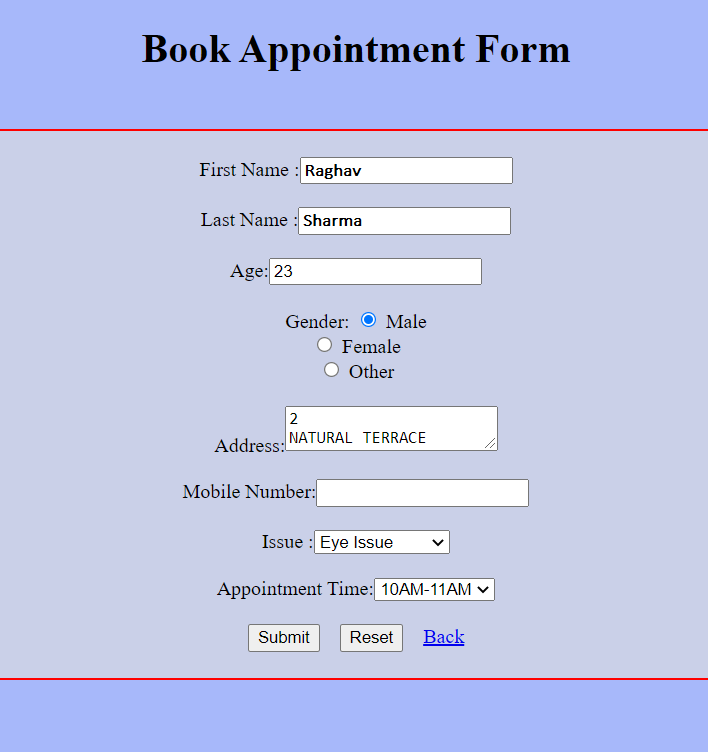 Book Appointment Form
First Name :Raghav
Last Name :Sharma
Age:23
Gender: Male
Female
Other
2
NATURAL TERRACE
Address:
Mobile Number:
Issue :Eye Issue
Appointment Time:10AM-11AM
Submit Reset Back